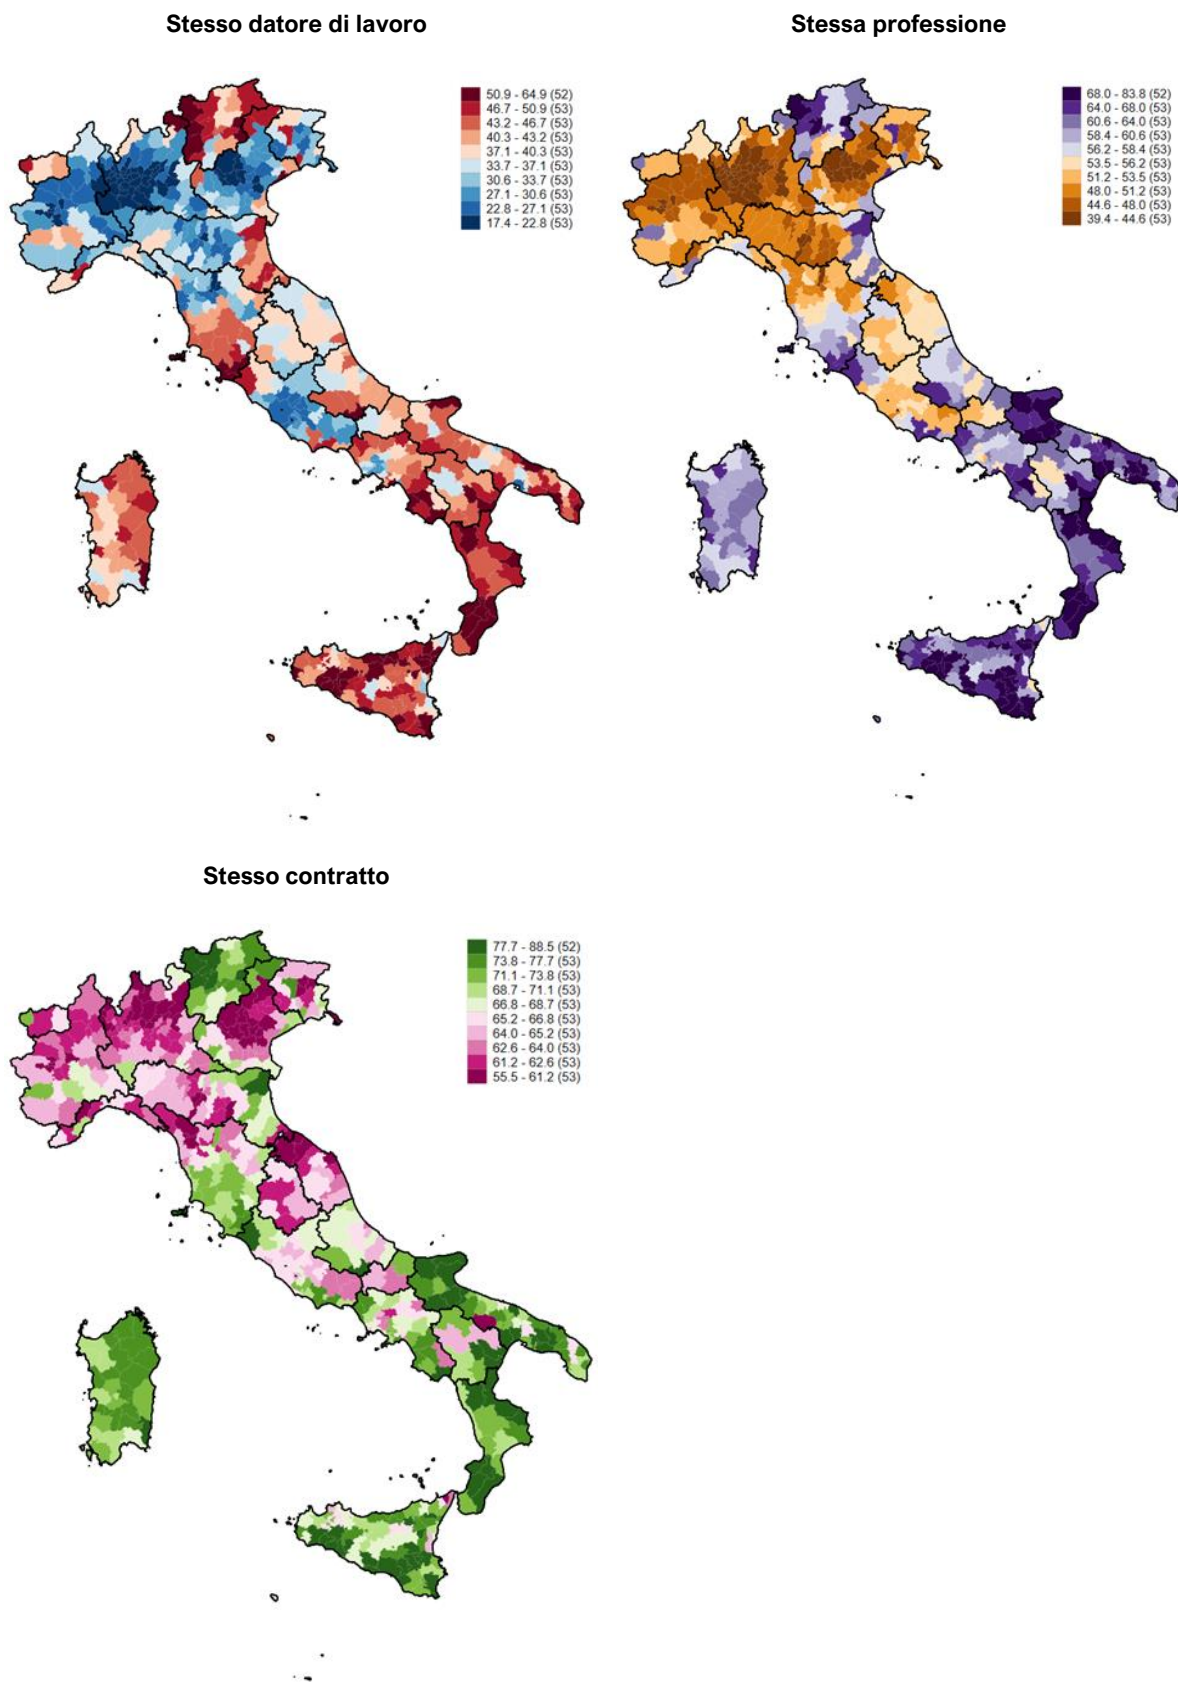 Stesso datore di lavoro
50.9 - 64.9 (52)
46.7 - 50.9 (53)
43.2 - 46.7 (53)
40.3 - 43.2 (53)
37.1 - 40.3 (53)
33.7 - 37.1 (53)
30.6 - 33.7 (53)
27.1 - 30.6 (53)
22.8 - 27.1 (53)
17.4 - 22.8 (53)
Stessa professione
68.0 - 83.8 (52)
64.0 - 68.0 (53)
60.6 - 64.0 (53)
58.4 - 60.6 (53)
56.2 - 58.4 (53)
53.5 - 56.2 (53)
51.2 - 53.5 (53)
48.0 - 51.2 (53)
44.6 - 48.0 (53)
39.4 - 44.6 (53)
Stesso contratto
77.7 - 88.5 (52)
73.8 - 77.7 (53)
71.1 - 73.8 (53)
68.7 - 71.1 (53)
66.8 - 68.7 (53)
65.2 - 66.8 (53)
64.0 - 65.2 (53)
62.6 - 64.0 (53)
61.2 - 62.6 (53)
55.5 - 61.2 (53)